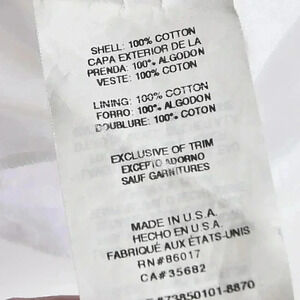 SHELL: 100% COTTON
CAPA EXTERIOR DE LA
PRENDA: 100% ALGODON
VESTE: 100% COTON
LINING: 100% COTTON
FORRO: 100% ALGODON
DOUBLURE: 100% COTON
EXCLUSIVE OF TRIM
EXCEPTO ADORNO
SAUF GARNITURES
MADE IN U.S.A.
HECHO EN U.S.A.
FABRIQUÉ AUX ÉTATS-UNIS
RN#86017
CA#35682
#73850101-8870